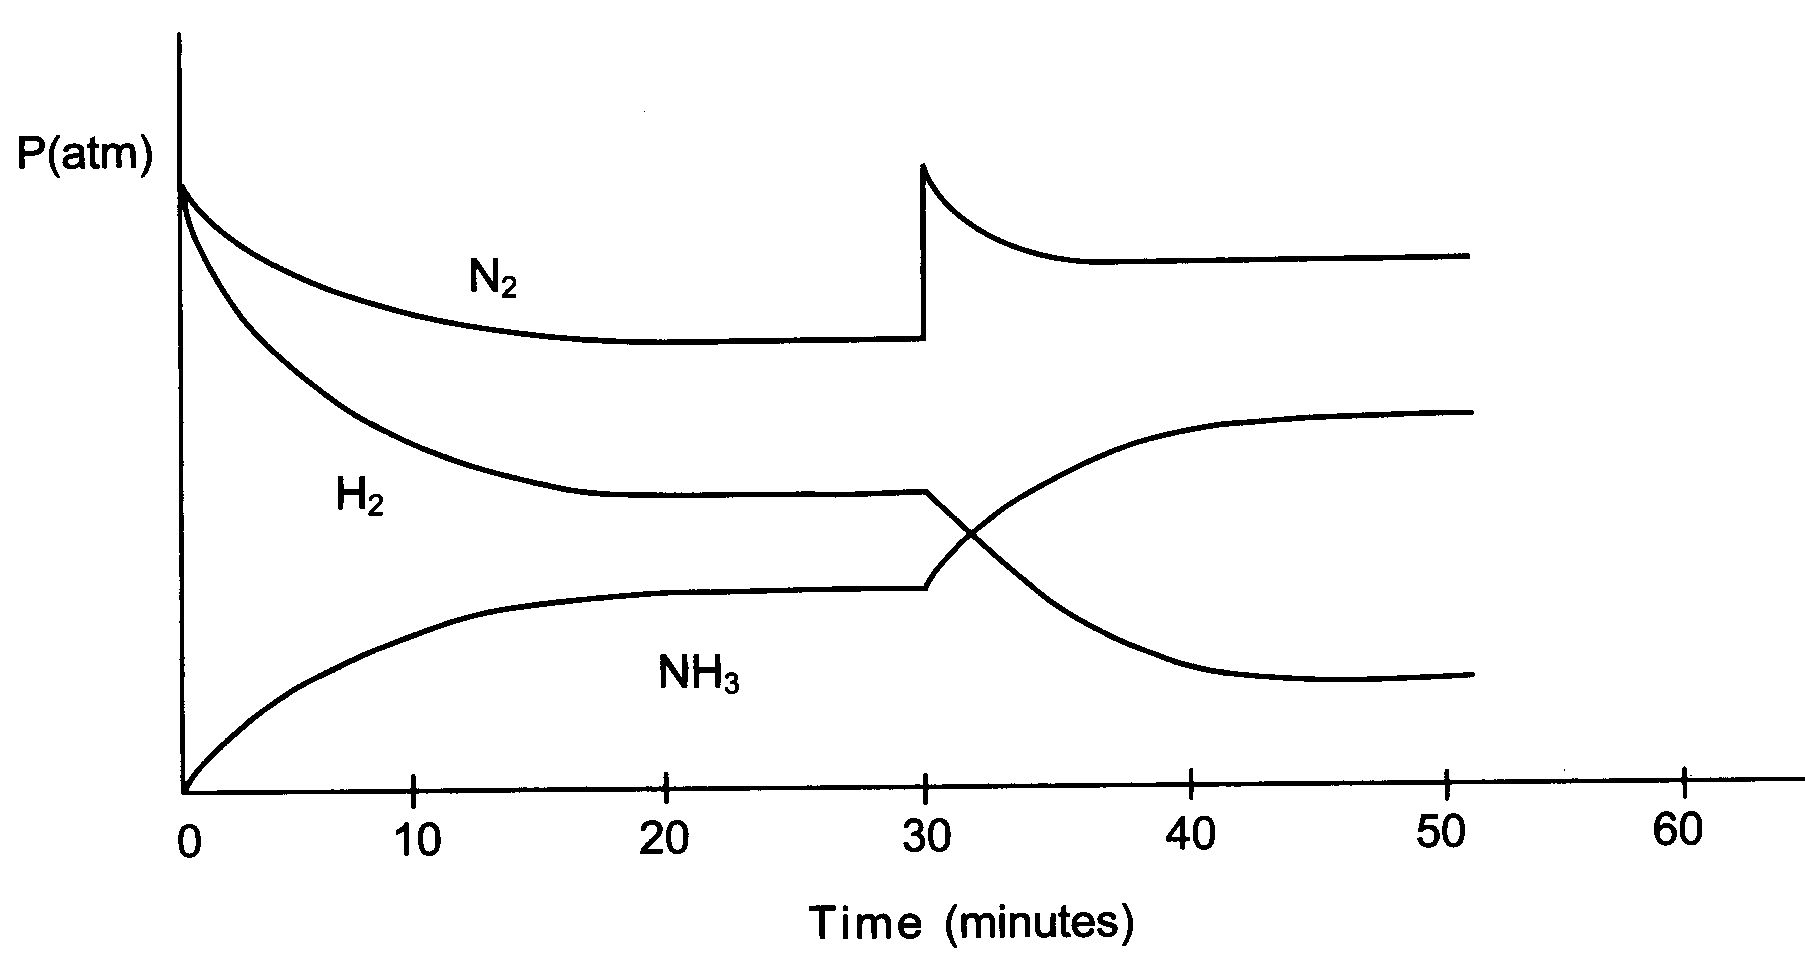 P(atm)
N₂
H₂
NH₃
0 10 20 30 40 50 60
Time (minutes)